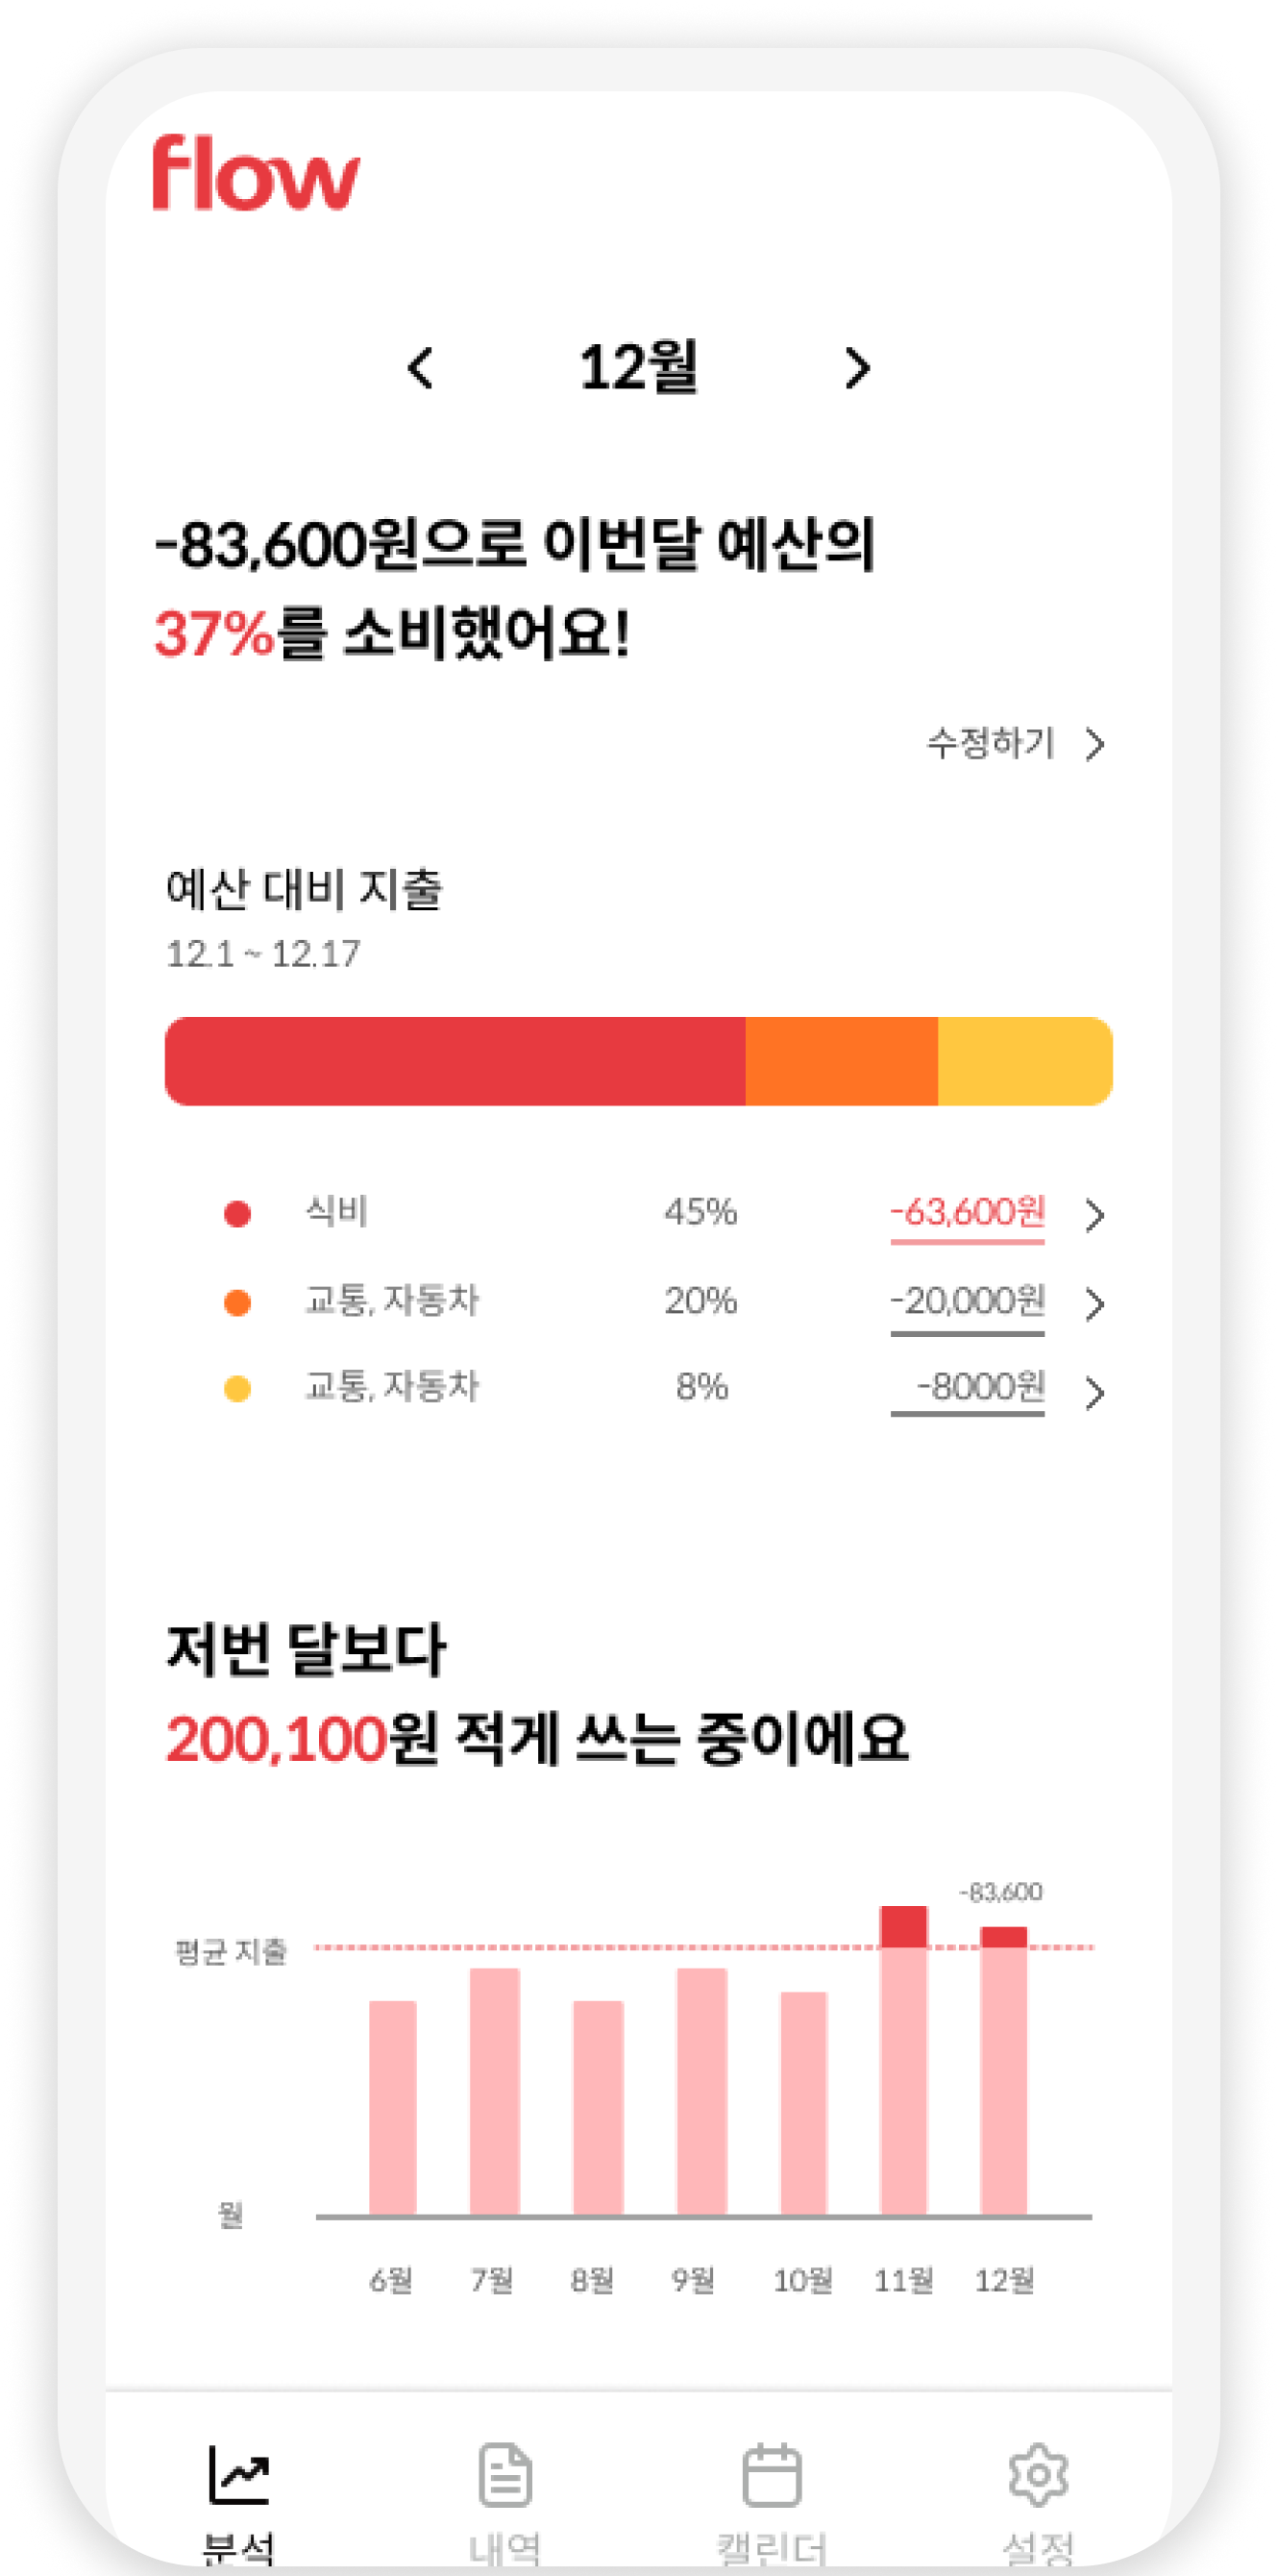 flow
12월
-83,600원으로 이번달 예산의
37%를 소비했어요!
수정하기
예산 대비 지출
12.1 ~ 12.17
식비 45% -63,600원
교통, 자동차 20% -20,000원
교통, 자동차 8% -8000원
저번 달보다
200,100원 적게 쓰는 중이에요
-83,600
평균 지출
월
6월 7월 8월 9월 10월 11월 12월
분석 내역 캘린더 설정